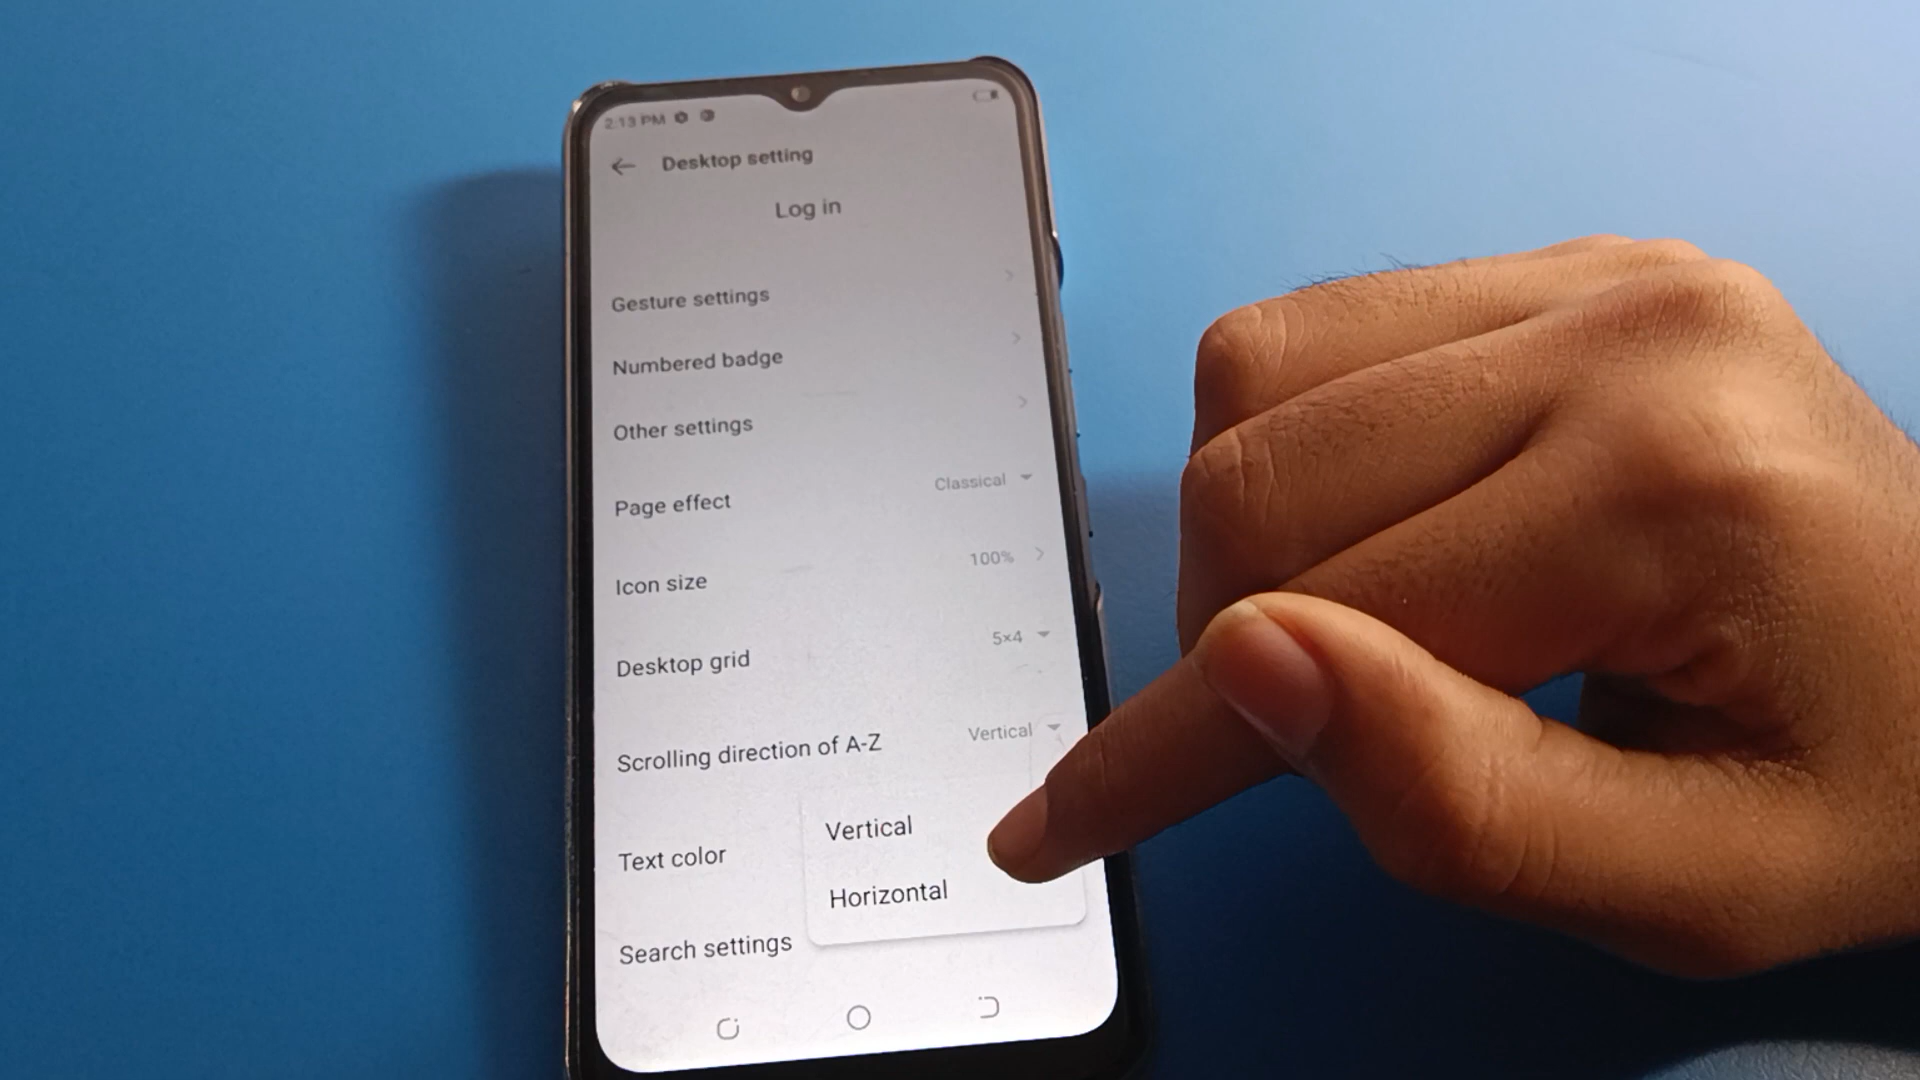 2:13 PM
Desktop setting
Log in
Gesture settings
Numbered badge
Other settings
Page effect Classical
Icon size 100%
Desktop grid 5×4
Scrolling direction of A-Z Vertical
Vertical
Text color
Horizontal
Search settings